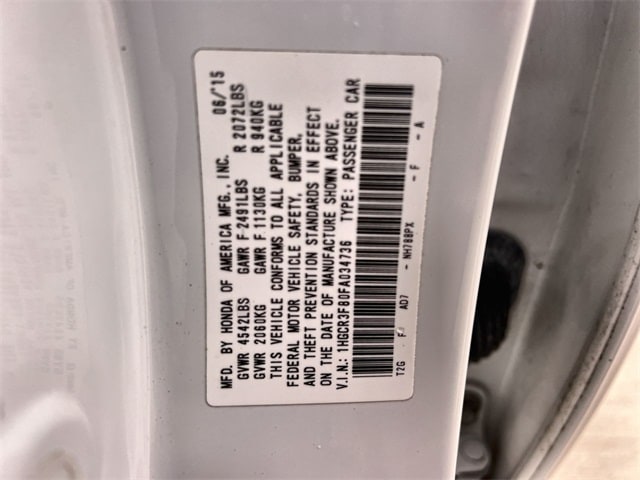 MFD. BY HONDA OF AMERICA MFG., INC. 06/'15
GVWR 4542LBS GAWR F 2491LBS R 2072LBS
GVWR 2060KG GAWR F 1130KG R 940KG
THIS VEHICLE CONFORMS TO ALL APPLICABLE
FEDERAL MOTOR VEHICLE SAFETY, BUMPER,
AND THEFT PREVENTION STANDARDS IN EFFECT
ON THE DATE OF MANUFACTURE SHOWN ABOVE.
V.I.N.: 1HGCR3F80FA034736 TYPE: PASSENGER CAR
T2G F AD7 - NH788PX - F - A